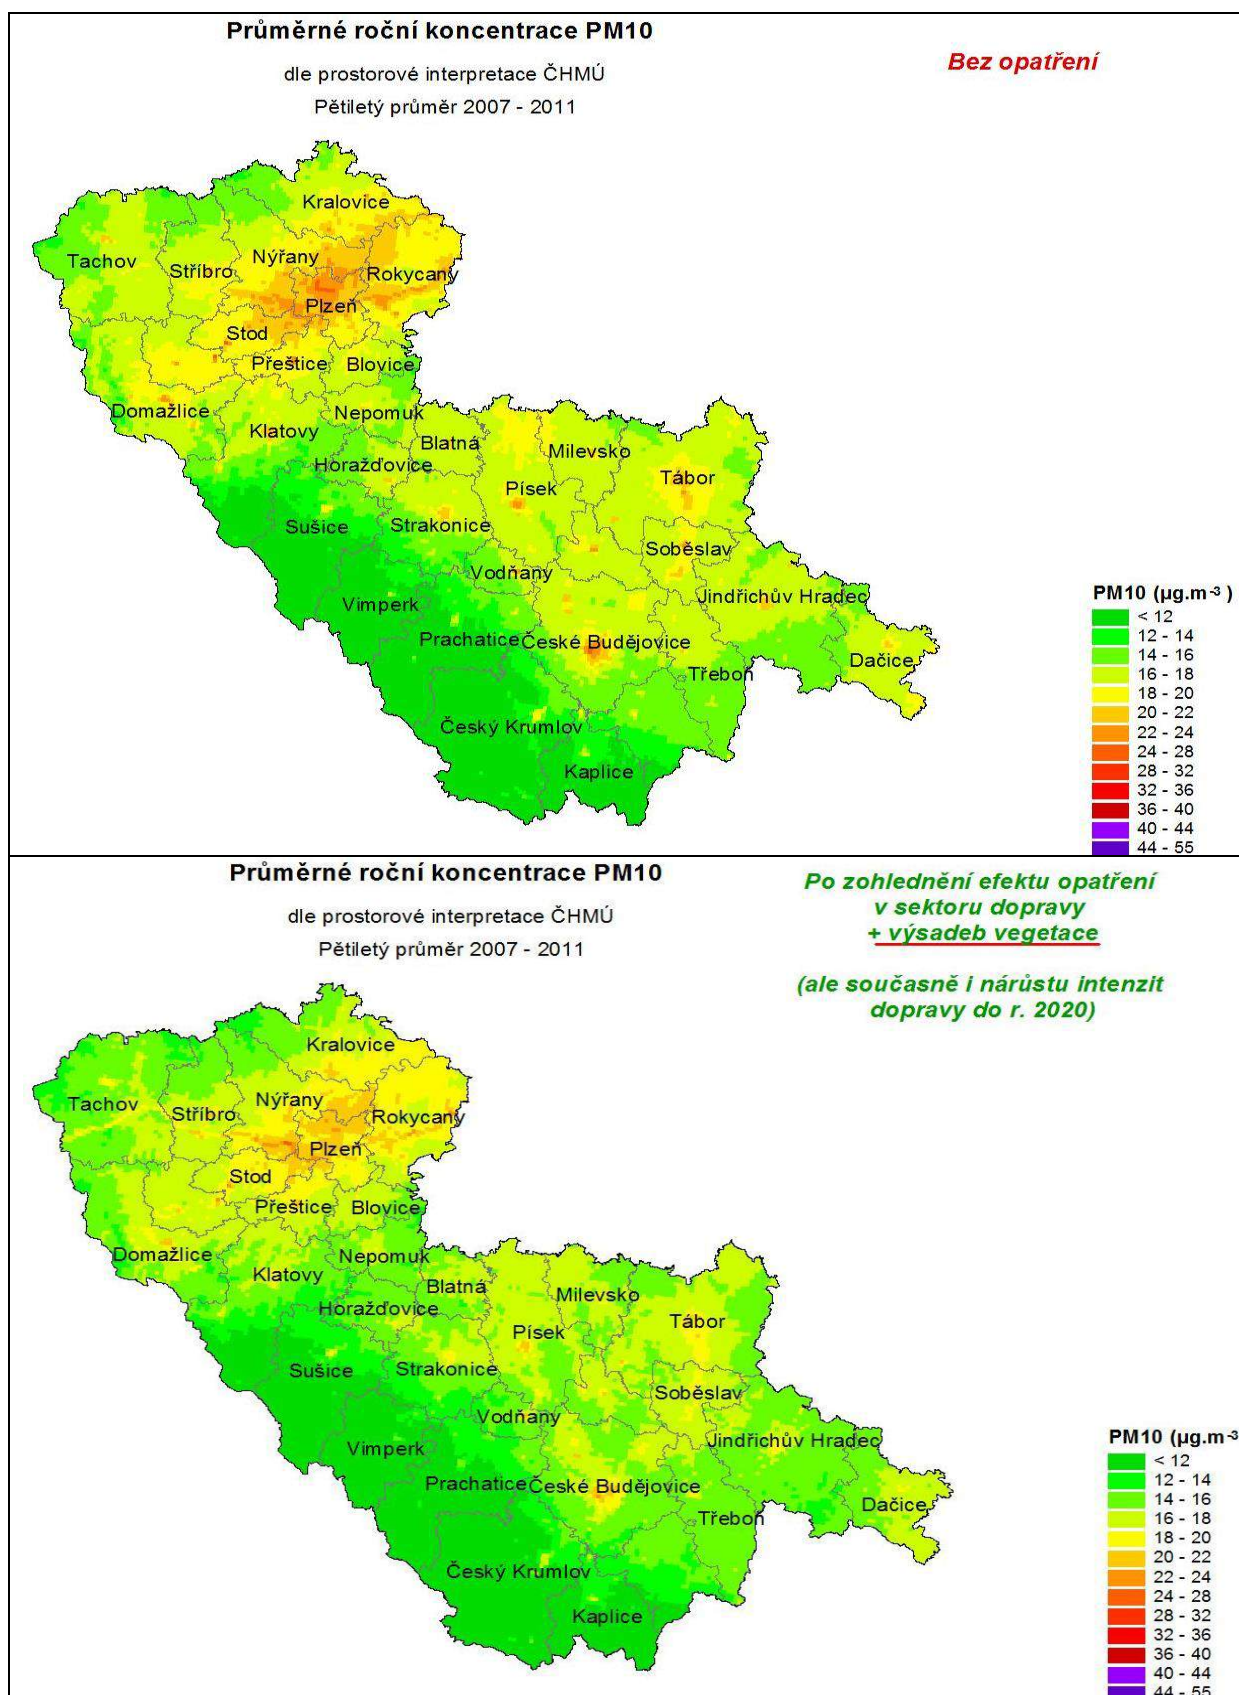 Průměrné roční koncentrace PM10
Bez opatření
dle prostorové interpretace ČHMÚ
Pětiletý průměr 2007 - 2011
Kralovice
Tachov
Stříbro
Nýřany
Rokycany
Plzeň
Stod
Přeštice
Blovice
Domažlice
Klatovy
Nepomuk
Blatná
Milevsko
Horažďovice
Písek
Tábor
Sušice
Strakonice
Soběslav
Vodňany
Vimperk
Jindřichův Hradec
Prachatice
České Budějovice
Dačice
Třeboň
Český Krumlov
Kaplice
PM10 (µg.m-3 )
< 12
12 - 14
14 - 16
16 - 18
18 - 20
20 - 22
22 - 24
24 - 28
28 - 32
32 - 36
36 - 40
40 - 44
44 - 55
Průměrné roční koncentrace PM10
dle prostorové interpretace ČHMÚ
Pětiletý průměr 2007 - 2011
Po zohlednění efektu opatření
v sektoru dopravy
+ výsadeb vegetace
(ale současně i nárůstu intenzit
dopravy do r. 2020)
Kralovice
Tachov
Stříbro
Nýřany
Rokycany
Plzeň
Stod
Přeštice
Blovice
Domažlice
Klatovy
Nepomuk
Blatná
Milevsko
Horažďovice
Písek
Tábor
Sušice
Strakonice
Soběslav
Vodňany
Jindřichův Hradec
Vimperk
Prachatice
České Budějovice
Dačice
Třeboň
Český Krumlov
Kaplice
PM10 (µg.m-3
< 12
12 - 14
14 - 16
16 - 18
18 - 20
20 - 22
22 - 24
24 - 28
28 - 32
32 - 36
36 - 40
40 - 44
44 - 55